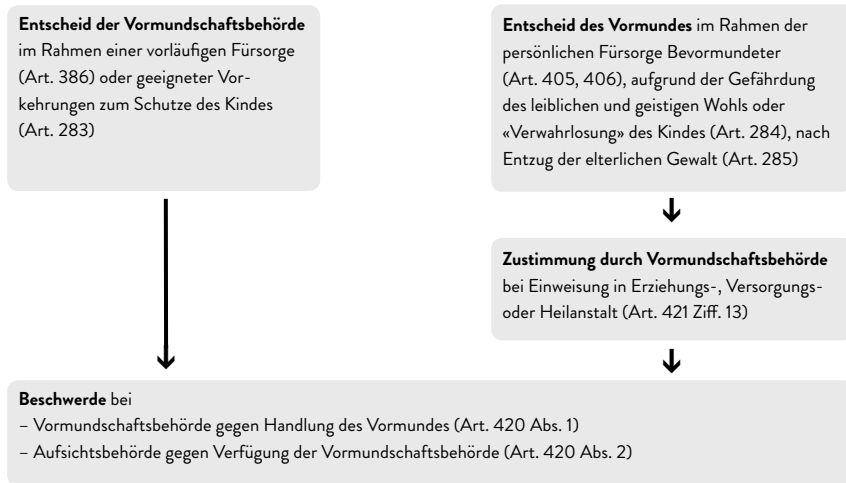 Entscheid der Vormundschaftsbehörde
im Rahmen einer vorläufigen Fürsorge
(Art. 386) oder geeigneter Vor-
kehrungen zum Schutze des Kindes
(Art. 283)
Entscheid des Vormundes im Rahmen der
persönlichen Fürsorge Bevormundeter
(Art. 405, 406), aufgrund der Gefährdung
des leiblichen und geistigen Wohls oder
«Verwahrlosung» des Kindes (Art. 284), nach
Entzug der elterlichen Gewalt (Art. 285)
Zustimmung durch Vormundschaftsbehörde
bei Einweisung in Erziehungs-, Versorgungs-
oder Heilanstalt (Art. 421 Ziff. 13)
Beschwerde bei
– Vormundschaftsbehörde gegen Handlung des Vormundes (Art. 420 Abs. 1)
– Aufsichtsbehörde gegen Verfügung der Vormundschaftsbehörde (Art. 420 Abs. 2)